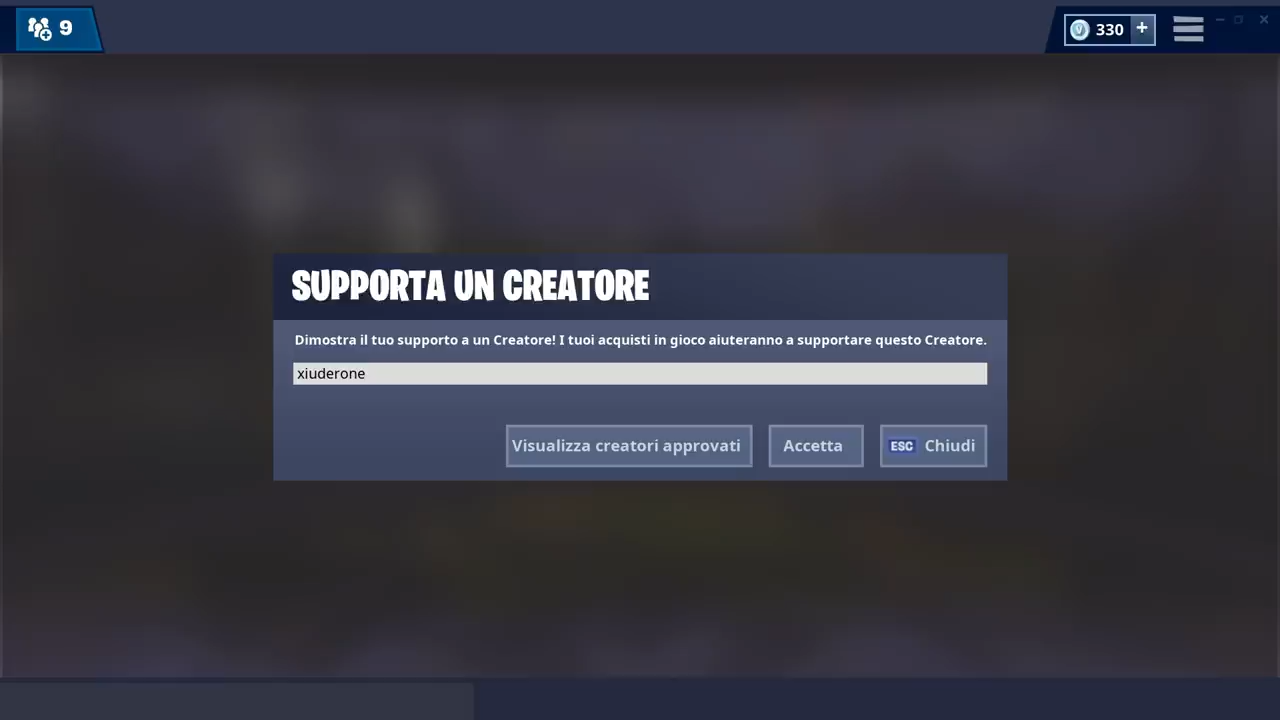 9
330 +
SUPPORTA UN CREATORE
Dimostra il tuo supporto a un Creatore! I tuoi acquisti in gioco aiuteranno a supportare questo Creatore.
xiuderone
Visualizza creatori approvati Accetta ESC Chiudi